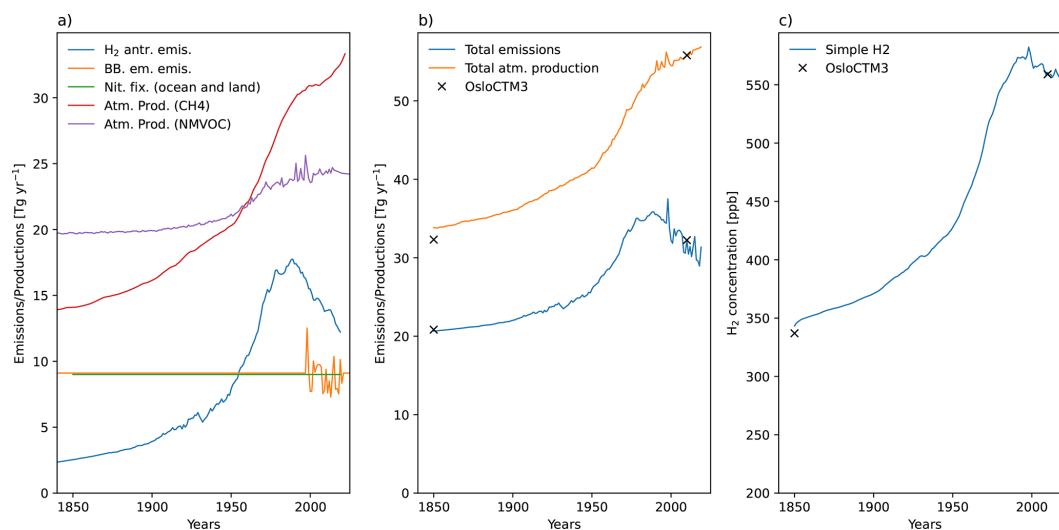 a)
H₂ antr. emis.
BB. em. emis.
Nit. fix. (ocean and land)
Atm. Prod. (CH4)
Atm. Prod. (NMVOC)
Emissions/Productions [Tg yr⁻¹]
30
25
20
15
10
5
0
1850 1900 1950 2000
Years
b)
Total emissions
Total atm. production
OsloCTM3
Emissions/Productions [Tg yr⁻¹]
50
40
30
20
10
0
1850 1900 1950 2000
Years
c)
Simple H2
OsloCTM3
H₂ concentration [ppb]
550
500
450
400
350
300
250
200
1850 1900 1950 2000
Years